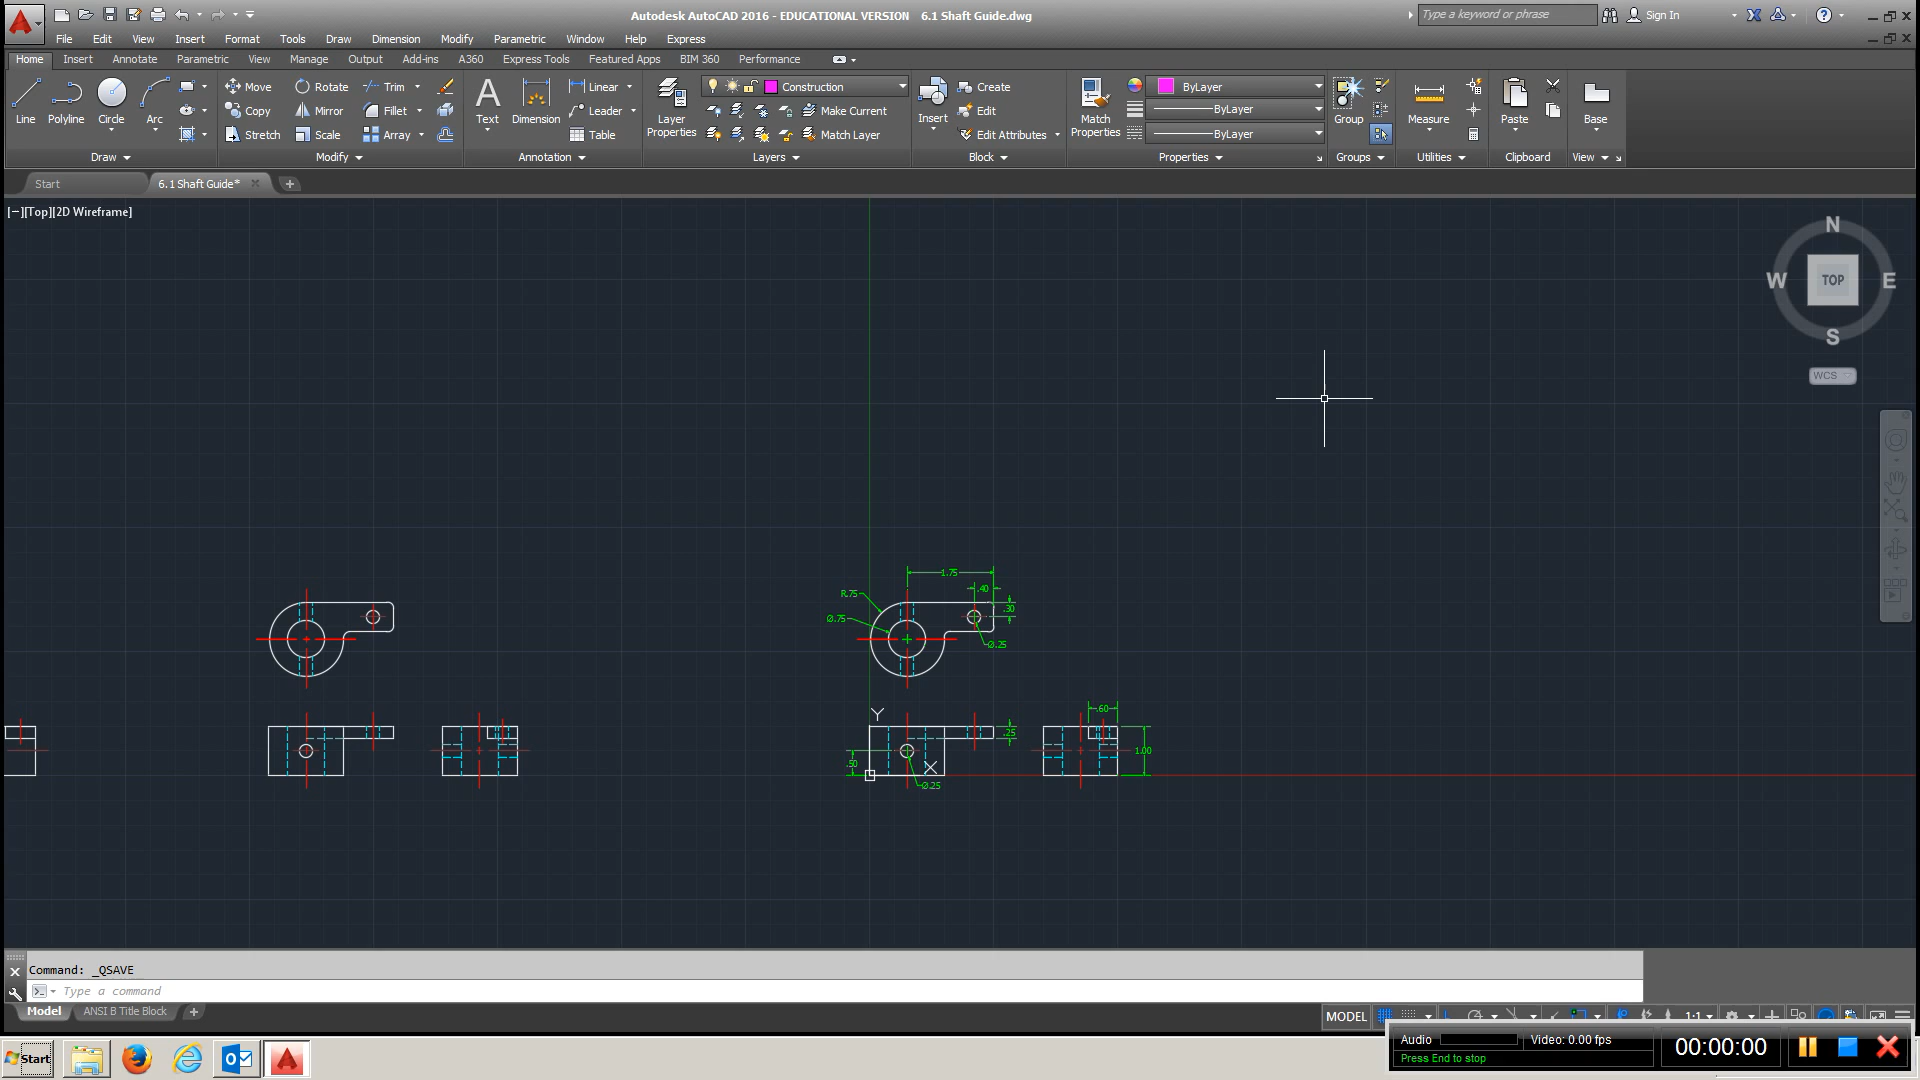 Autodesk AutoCAD 2016 - EDUCATIONAL VERSION 6.1 Shaft Guide.dwg
Type a keyword or phrase
Sign In
File Edit View Insert Format Tools Draw Dimension Modify Parametric Window Help Express
Home Insert Annotate Parametric View Manage Output Add-ins A360 Express Tools Featured Apps BIM 360 Performance
Line Polyline Circle Arc
Move Rotate Trim
Copy Mirror Fillet
Stretch Scale Array
Text Dimension
Linear
Leader
Table
Layer Properties
Construction
Make Current
Match Layer
Insert
Create
Edit
Edit Attributes
Match Properties
ByLayer
ByLayer
ByLayer
Group
Measure
Paste
Base
Draw Modify Annotation Layers Block Properties Groups Utilities Clipboard View
Start
6.1 Shaft Guide*
[−][Top][2D Wireframe]
N
W TOP E
S
WCS
1.75
.40
R.75
.30
Ø.75
Ø.25
Y
.60
.25
1.00
.50
X
Ø.25
Command: _QSAVE
Type a command
Model ANSI B Title Block
MODEL
1:1
Audio
Video: 0.00 fps
Press End to stop
00:00:00
Start